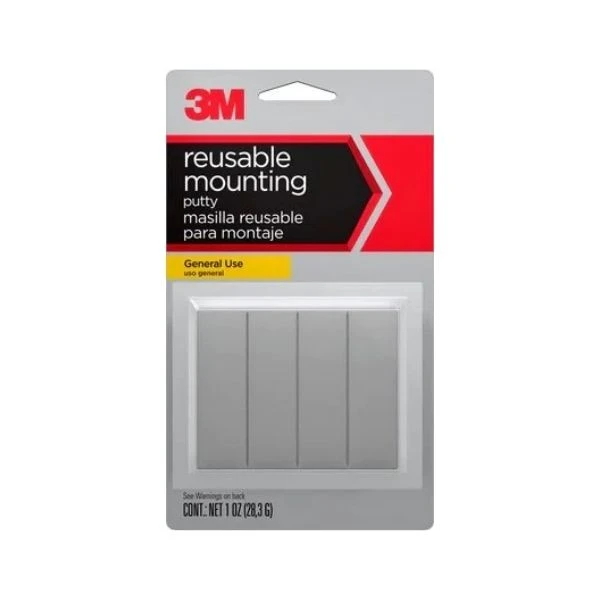 3M
reusable
mounting
putty
masilla reusable
para montaje
General Use
uso general
See Warnings on back
CONT.: NET 1 OZ (28,3 G)